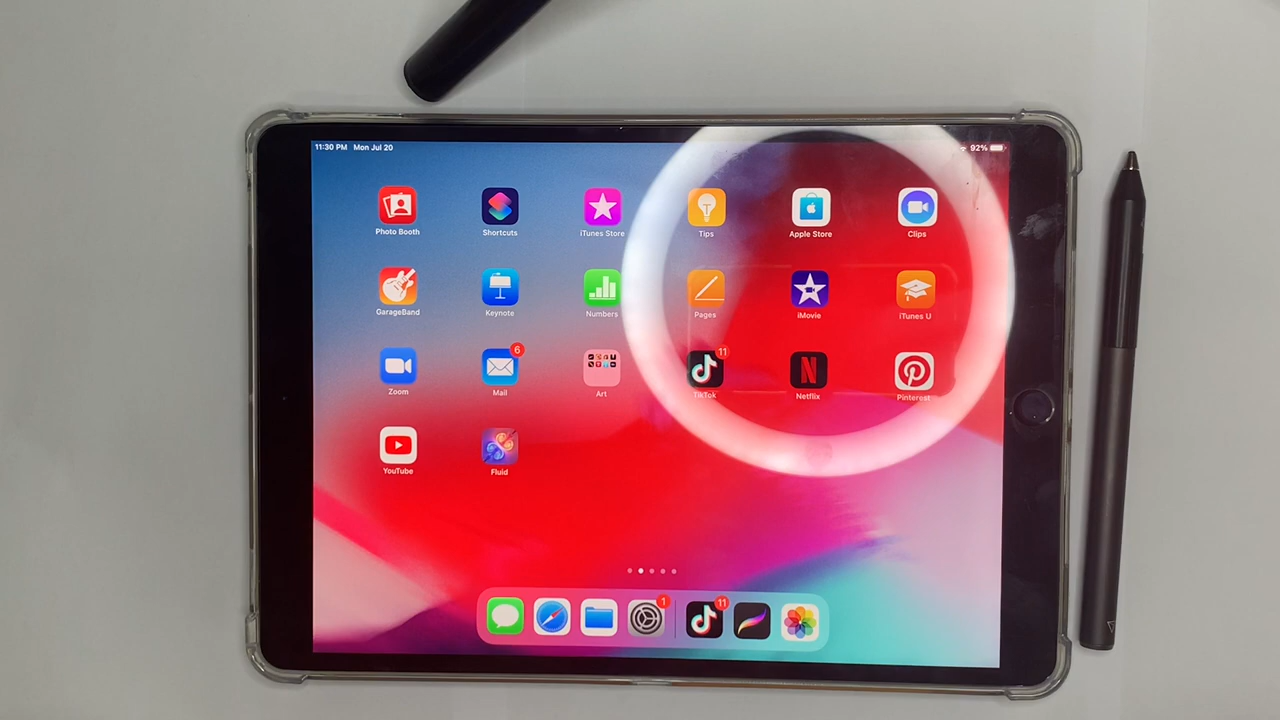 11:30 PM Mon Jul 20 92%
Photo Booth Shortcuts iTunes Store Tips Apple Store Clips
GarageBand Keynote Numbers Pages iMovie iTunes U
6 11
Zoom Mail Art TikTok Netflix Pinterest
YouTube Fluid
1 11